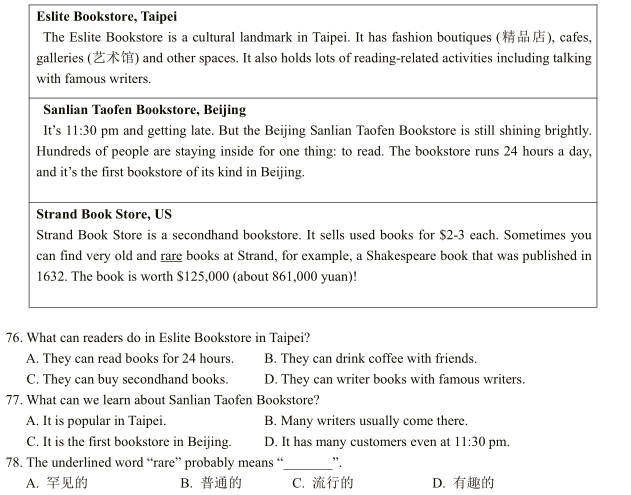 Eslite Bookstore, Taipei
The Eslite Bookstore is a cultural landmark in Taipei. It has fashion boutiques (精品店), cafes,
galleries (艺术馆) and other spaces. It also holds lots of reading-related activities including talking
with famous writers.
Sanlian Taofen Bookstore, Beijing
It's 11:30 pm and getting late. But the Beijing Sanlian Taofen Bookstore is still shining brightly.
Hundreds of people are staying inside for one thing: to read. The bookstore runs 24 hours a day,
and it's the first bookstore of its kind in Beijing.
Strand Book Store, US
Strand Book Store is a secondhand bookstore. It sells used books for $2-3 each. Sometimes you
can find very old and rare books at Strand, for example, a Shakespeare book that was published in
1632. The book is worth $125,000 (about 861,000 yuan)!
76. What can readers do in Eslite Bookstore in Taipei?
A. They can read books for 24 hours. B. They can drink coffee with friends.
C. They can buy secondhand books. D. They can writer books with famous writers.
77. What can we learn about Sanlian Taofen Bookstore?
A. It is popular in Taipei. B. Many writers usually come there.
C. It is the first bookstore in Beijing. D. It has many customers even at 11:30 pm.
78. The underlined word “rare” probably means “_______”.
A. 罕见的 B. 普通的 C. 流行的 D. 有趣的